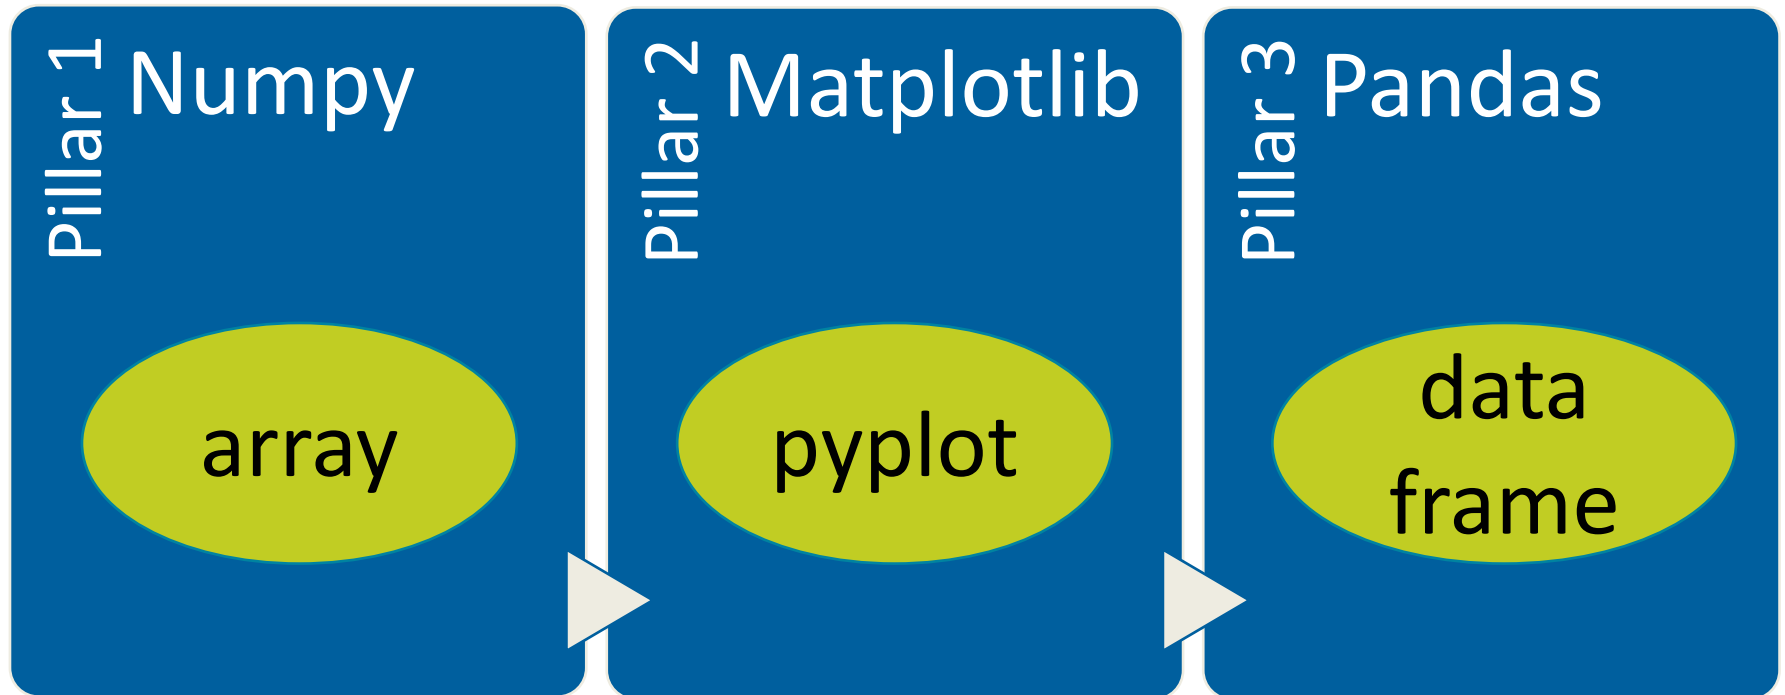 Pillar 1
Numpy
array
Pillar 2
Matplotlib
pyplot
Pillar 3
Pandas
data
frame